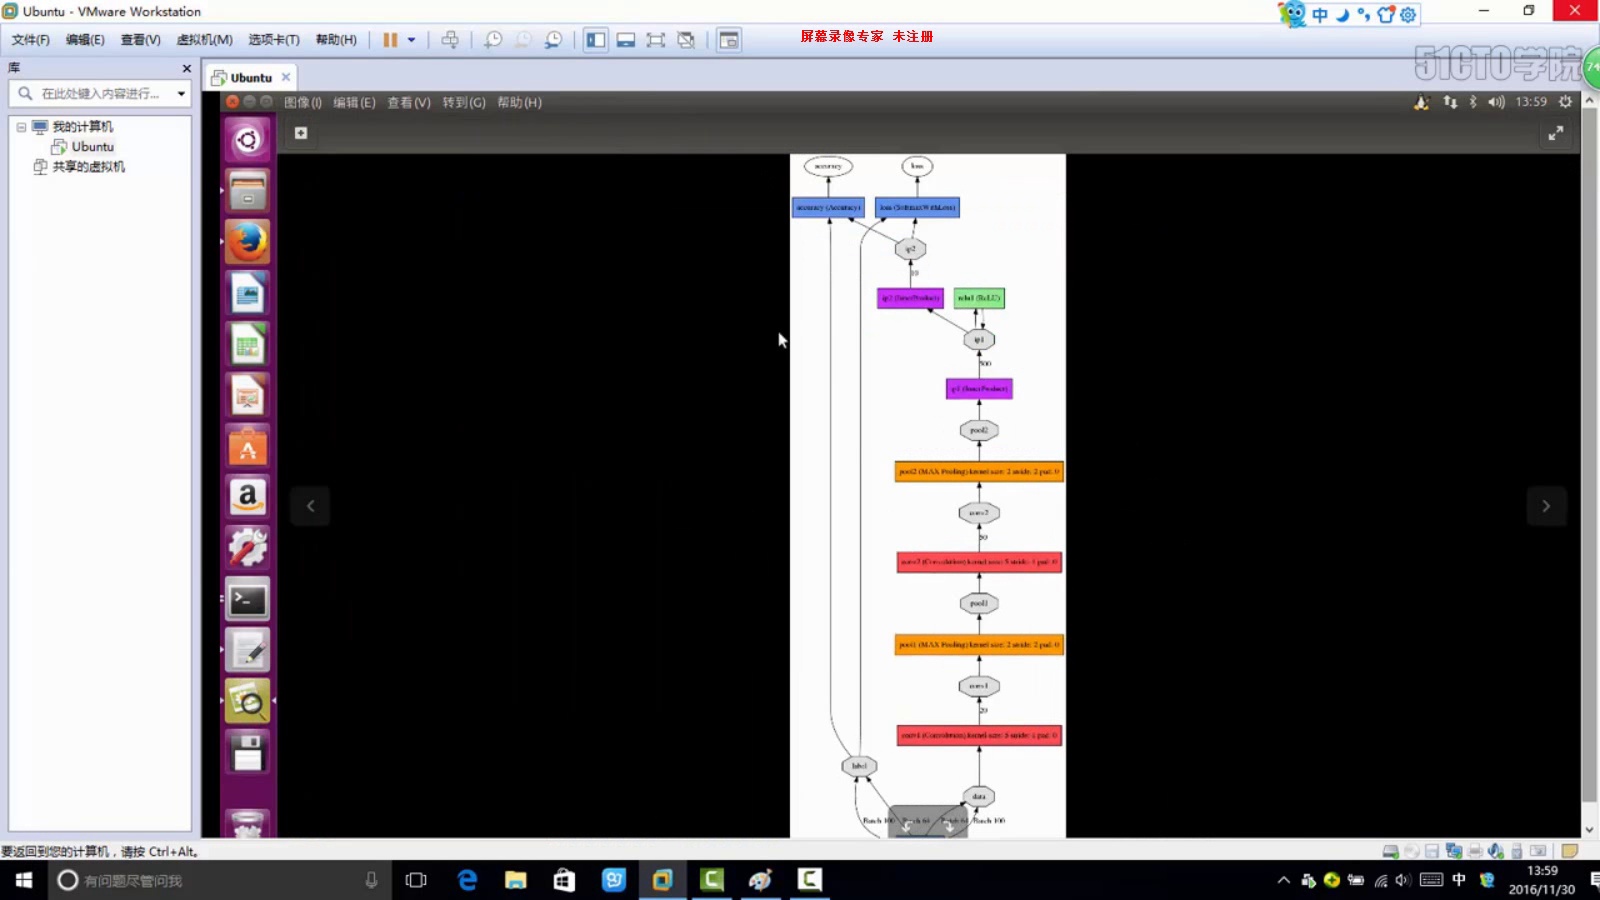 Ubuntu - VMware Workstation
中
文件(F) 编辑(E) 查看(V) 虚拟机(M) 选项卡(T) 帮助(H)
屏幕录像专家 未注册
51CTO学院
74
库
Ubuntu
在此处键入内容进行...
图像(I) 编辑(E) 查看(V) 转到(G) 帮助(H)
13:59
我的计算机
Ubuntu
共享的虚拟机
accuracy
loss
accuracy (Accuracy)
loss (SoftmaxWithLoss)
ip2
10
ip2 (InnerProduct)
relu1 (ReLU)
ip1
500
ip1 (InnerProduct)
pool2
pool2 (MAX Pooling) kernel size: 2 stride: 2 pad: 0
conv2
50
conv2 (Convolution) kernel size: 5 stride: 1 pad: 0
pool1
pool1 (MAX Pooling) kernel size: 2 stride: 2 pad: 0
conv1
20
conv1 (Convolution) kernel size: 5 stride: 1 pad: 0
label
data
Batch 100
Batch 64
Batch 64
Batch 100
要返回到您的计算机，请按 Ctrl+Alt。
有问题尽管问我
中
13:59
2016/11/30